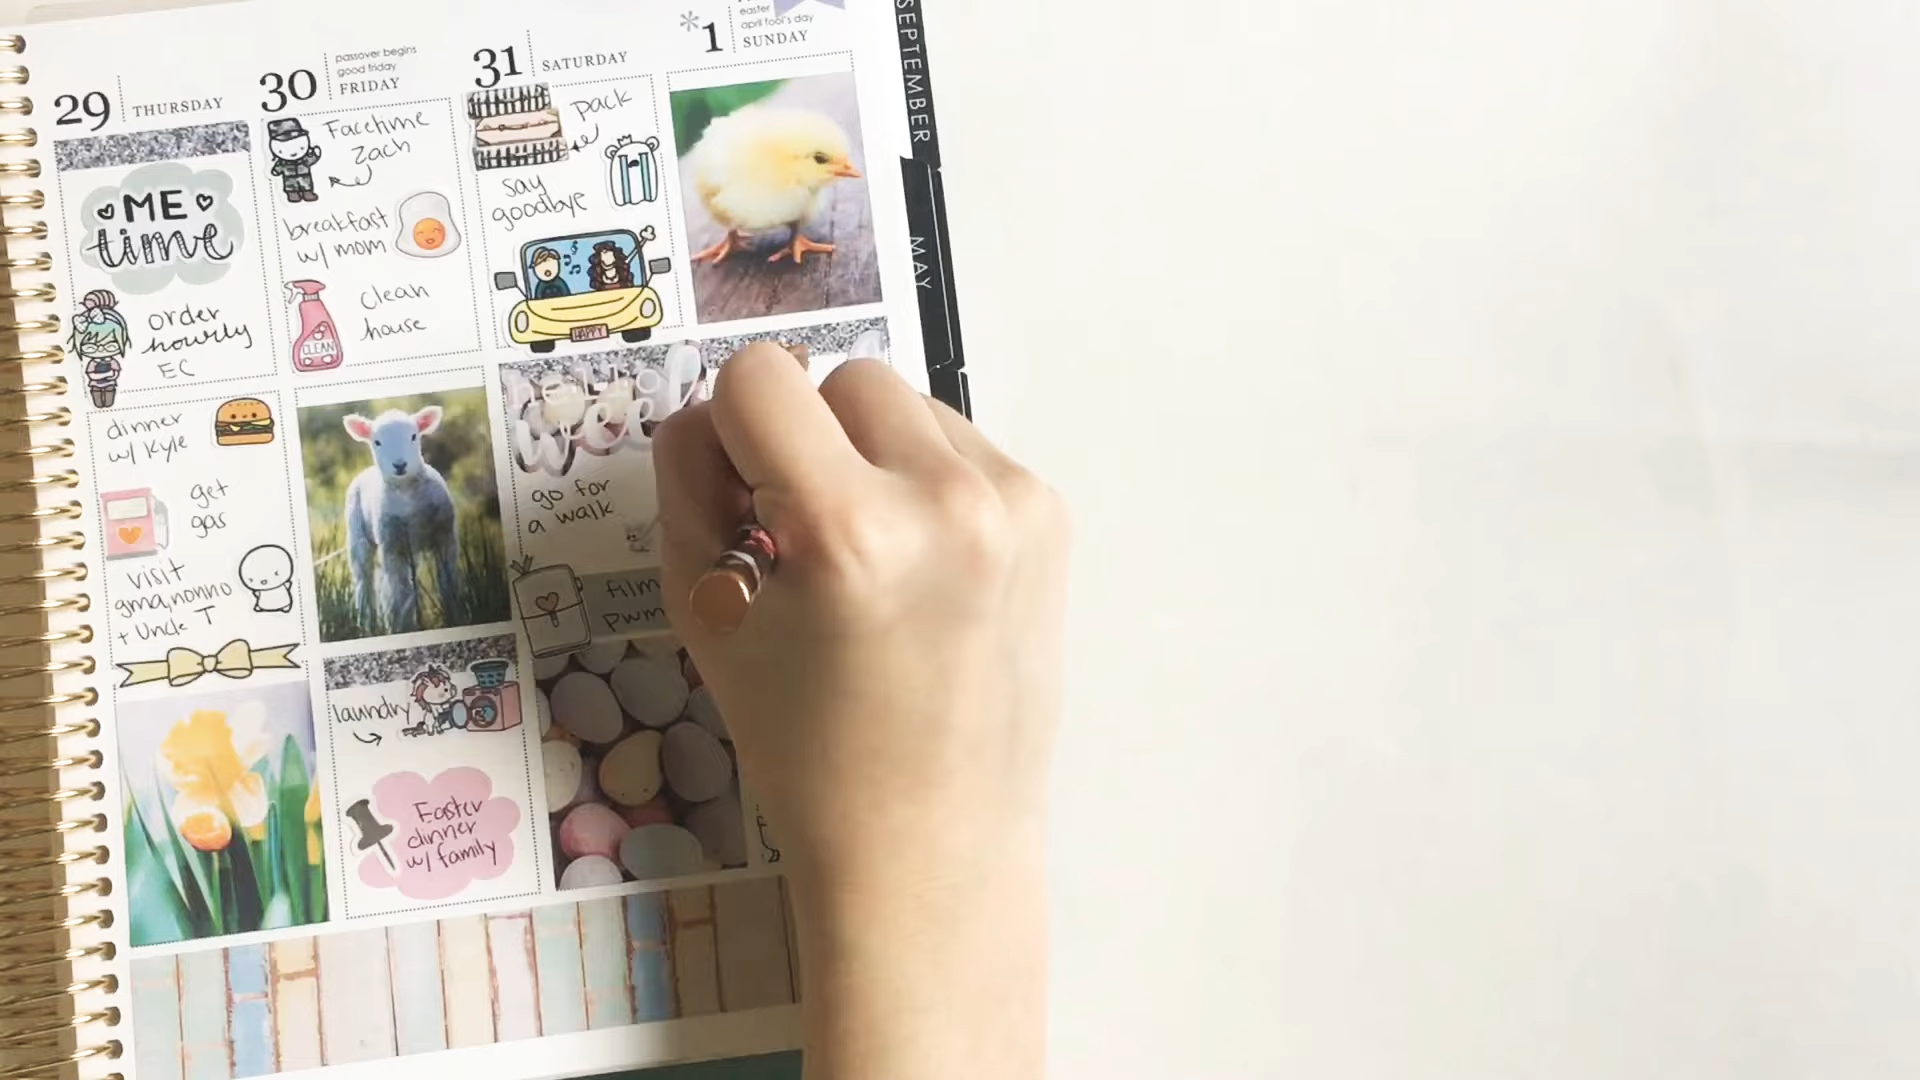 29
THURSDAY
ME
time
order
hourly
EC
dinner
w/ Kyle
get
gas
visit
gma, nonno
+ Uncle T
30
passover begins
good friday
FRIDAY
Facetime
Zach
breakfast
w/ mom
CLEAN
clean
house
laundry
Easter
dinner
w/ family
31
SATURDAY
pack
say
goodbye
HAPPY
hello
go for
a walk
film
pwm
*1
easter
april fool's day
SUNDAY
SEPTEMBER
MAY